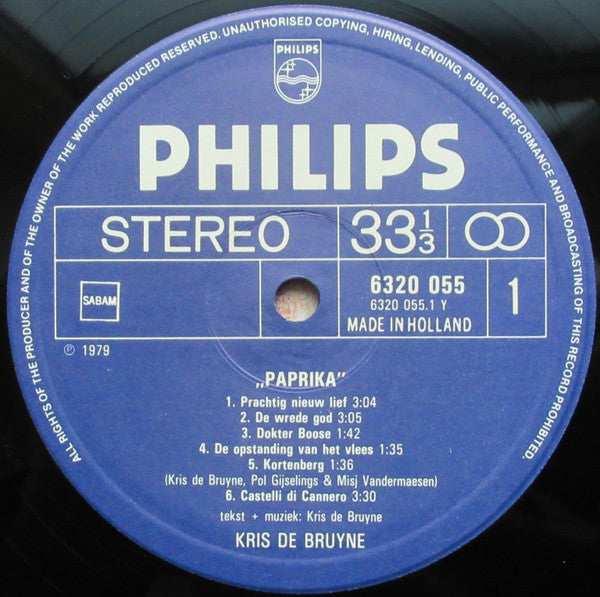 ALL RIGHTS OF THE PRODUCER AND OF THE OWNER OF THE WORK REPRODUCED RESERVED. UNAUTHORISED COPYING, HIRING, LENDING, PUBLIC PERFORMANCE AND BROADCASTING OF THIS RECORD PROHIBITED.
PHILIPS
PHILIPS
STEREO 33 1/3
SABAM
6320 055
6320 055.1 Y
MADE IN HOLLAND
1
℗ 1979
„PAPRIKA"
1. Prachtig nieuw lief 3:04
2. De wrede god 3:05
3. Dokter Boose 1:42
4. De opstanding van het vlees 1:35
5. Kortenberg 1:36
(Kris de Bruyne, Pol Gijselings & Misj Vandermaesen)
6. Castelli di Cannero 3:30
tekst + muziek: Kris de Bruyne
KRIS DE BRUYNE